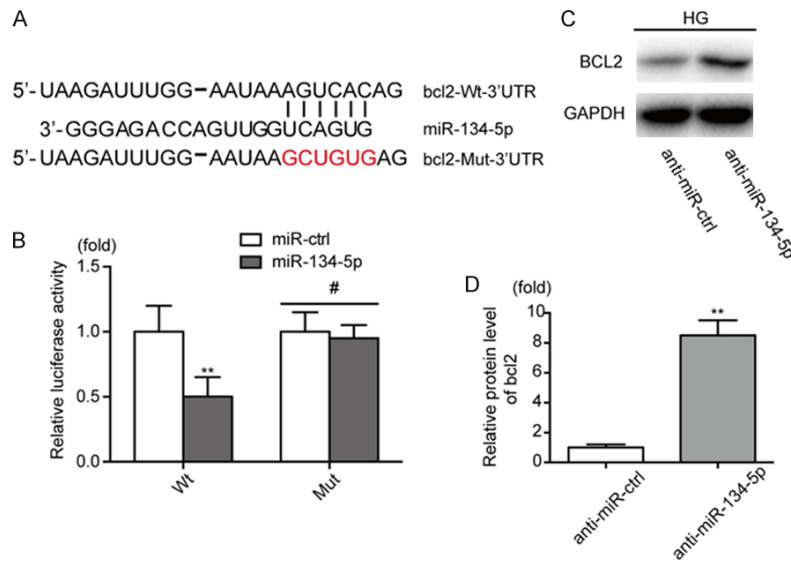 A
5'-UAAGAUUUGG-AAUAAAGUCACAG bcl2-Wt-3'UTR
3'-GGGAGACCAGUUGGUCAGUG miR-134-5p
5'-UAAGAUUUGG-AAUAAGCUGUGAG bcl2-Mut-3'UTR
B
(fold)
miR-ctrl
miR-134-5p
Relative luciferase activity
1.5
1.0
0.5
0.0
**
#
Wt
Mut
C
HG
BCL2
GAPDH
anti-miR-ctrl
anti-miR-134-5p
D
(fold)
Relative protein level
of bcl2
10
8
6
4
2
0
**
anti-miR-ctrl
anti-miR-134-5p